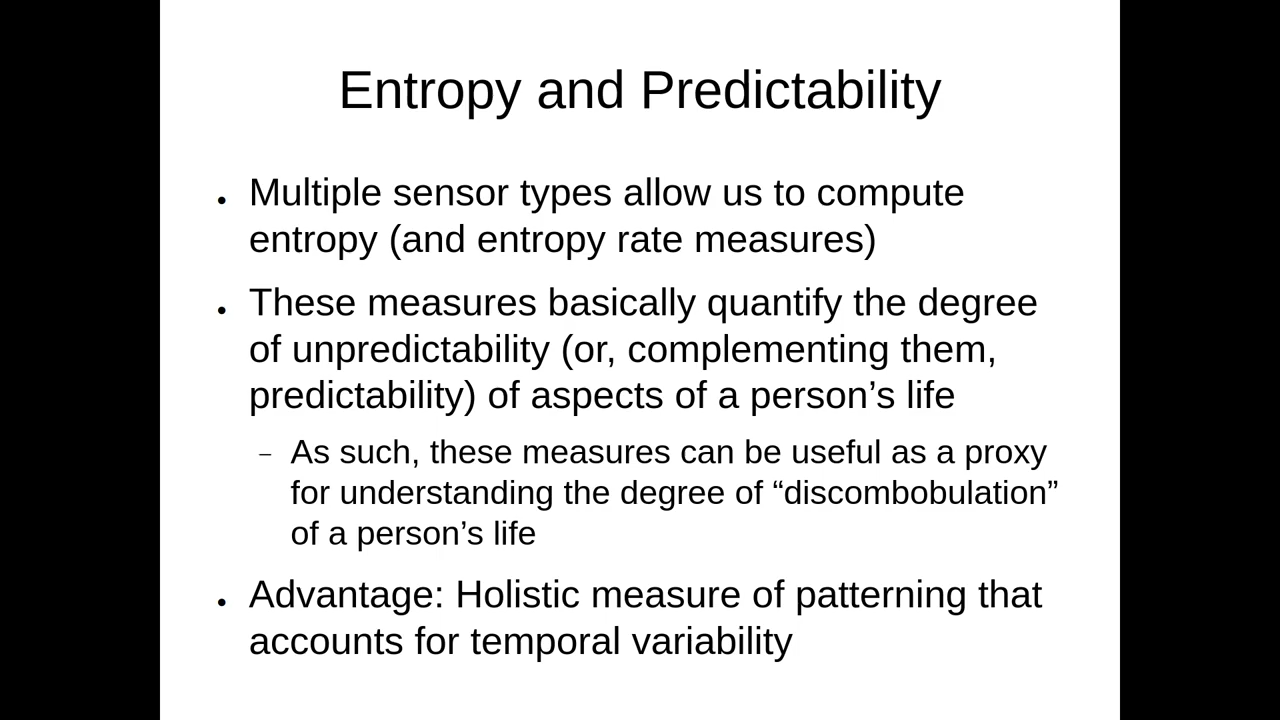 Entropy and Predictability
• Multiple sensor types allow us to compute
entropy (and entropy rate measures)
• These measures basically quantify the degree
of unpredictability (or, complementing them,
predictability) of aspects of a person’s life
– As such, these measures can be useful as a proxy
for understanding the degree of “discombobulation”
of a person’s life
• Advantage: Holistic measure of patterning that
accounts for temporal variability